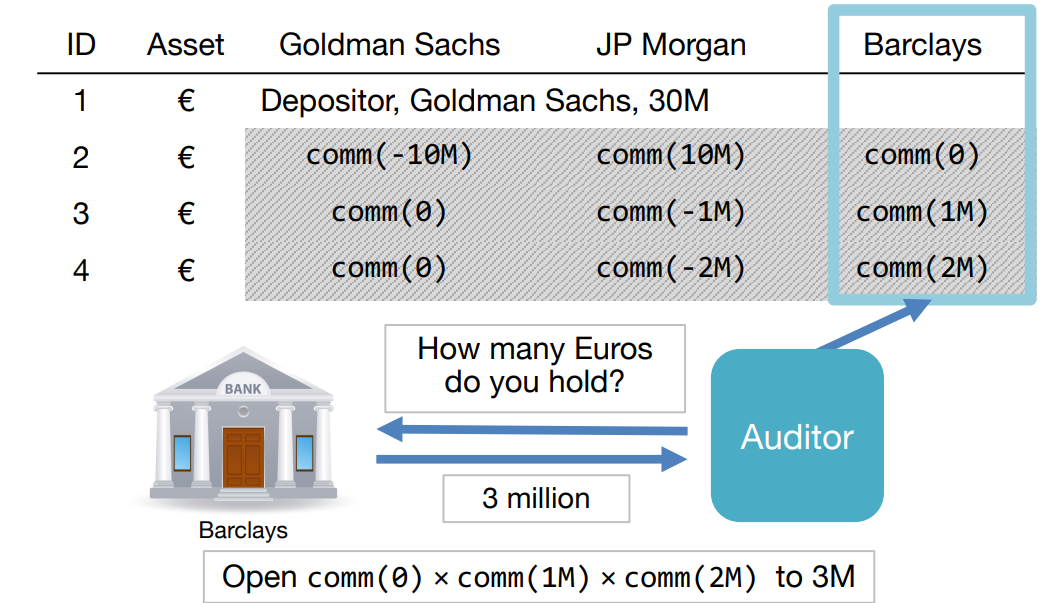 ID Asset Goldman Sachs JP Morgan Barclays
1 € Depositor, Goldman Sachs, 30M
2 € comm(-10M) comm(10M) comm(0)
3 € comm(0) comm(-1M) comm(1M)
4 € comm(0) comm(-2M) comm(2M)
How many Euros
do you hold?
BANK
Auditor
3 million
Barclays
Open comm(0) × comm(1M) × comm(2M) to 3M